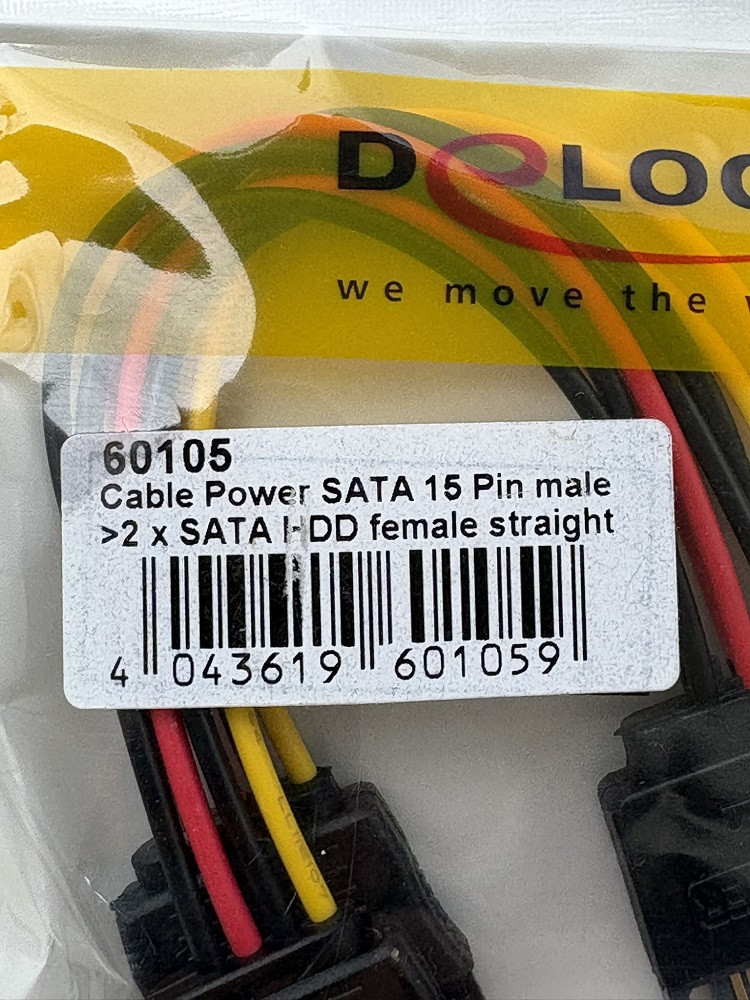 DELOC
we move the
60105
Cable Power SATA 15 Pin male
>2 x SATA HDD female straight
4 043619 601059